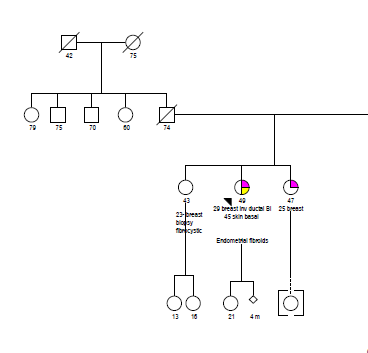 42 75
79 75 70 60 74
43 49 47
29 breast inv ductal Bl 25 breast
23- breast 45 skin basal
biopsy
fibrocystic
Endometrial fibroids
13 16 21 4 m